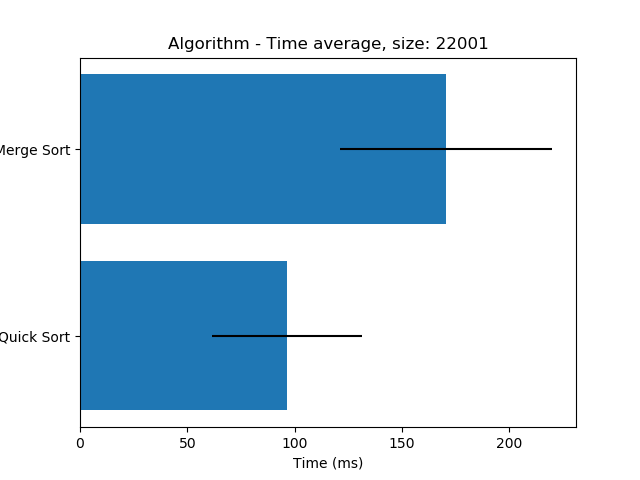 Algorithm - Time average, size: 22001
Merge Sort
Quick Sort
0 50 100 150 200
Time (ms)